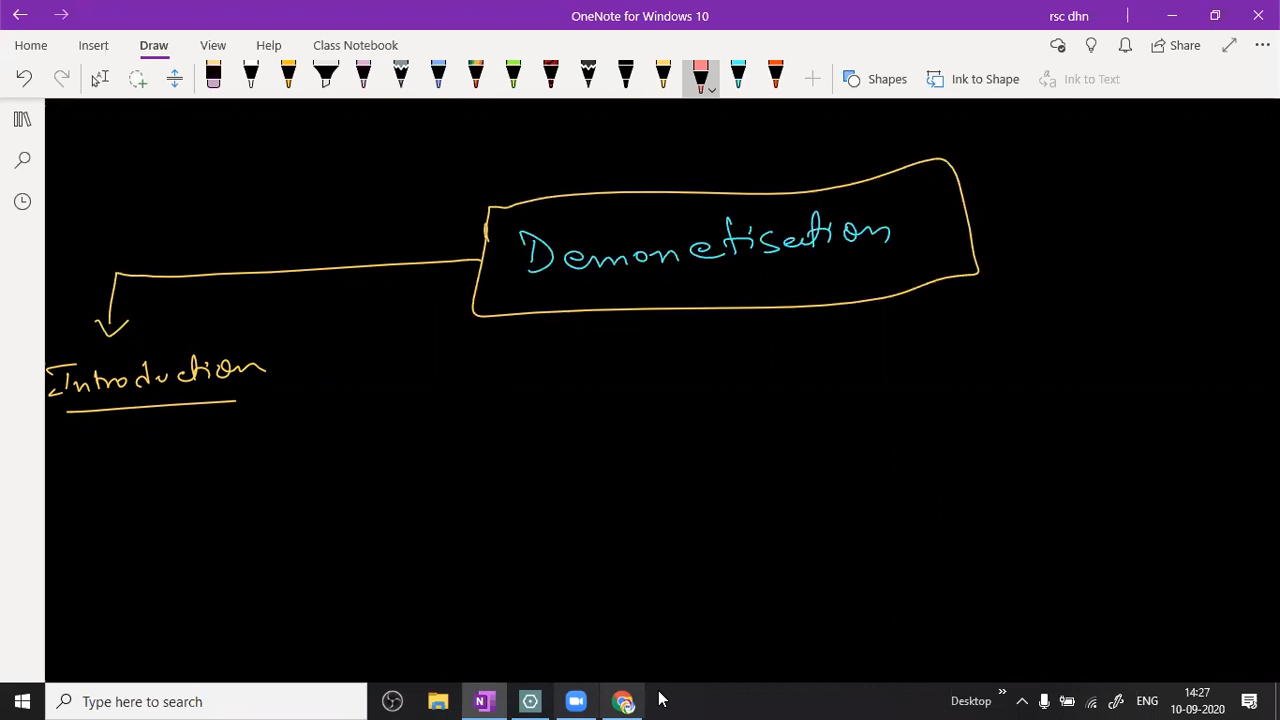 OneNote for Windows 10
rsc dhn
Home Insert Draw View Help Class Notebook
Share
Shapes Ink to Shape Ink to Text
Demonetisation
Introduction
Type here to search
Desktop
ENG
14:27
10-09-2020